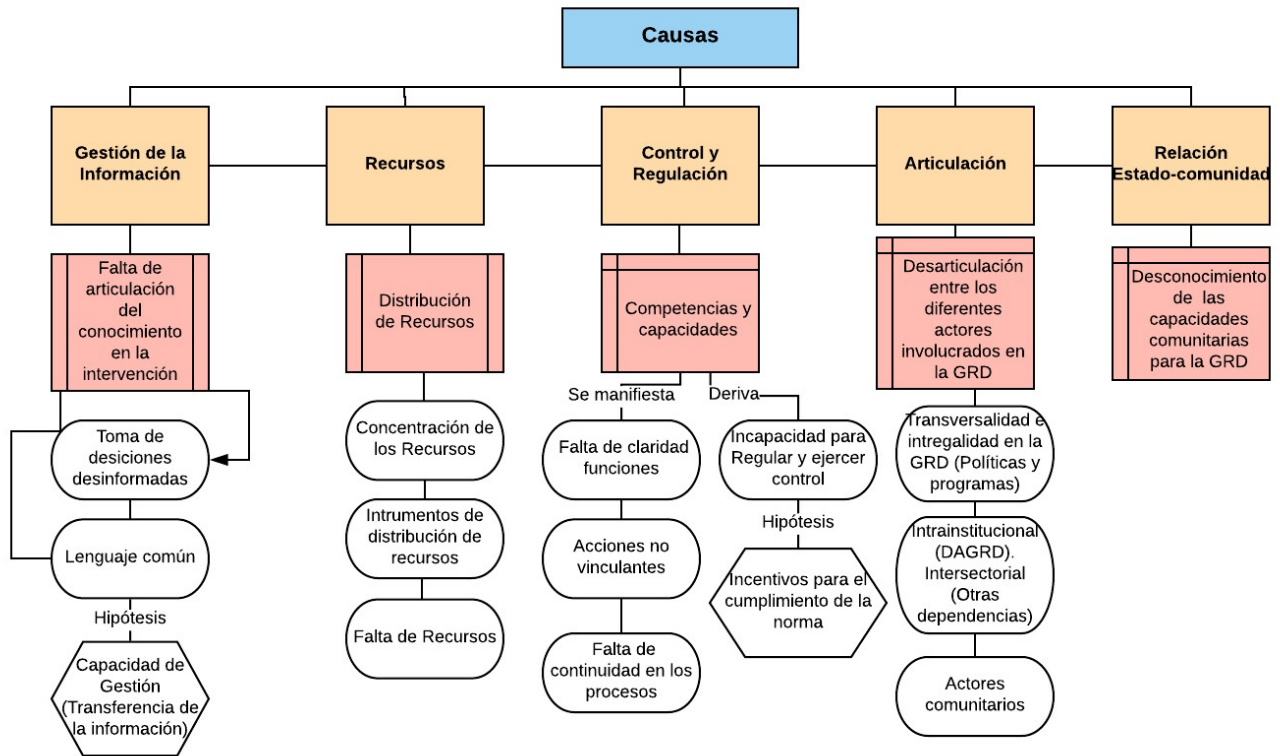 Causas
Gestión de la
Información
Recursos
Control y
Regulación
Articulación
Relación
Estado-comunidad
Falta de
articulación
del
conocimiento
en la
intervención
Distribución
de Recursos
Competencias y
capacidades
Desarticulación
entre los
diferentes
actores
involucrados en
la GRD
Desconocimiento
de las
capacidades
comunitarias
para la GRD
Se manifiesta
Deriva
Toma de
desiciones
desinformadas
Lenguaje común
Hipótesis
Capacidad de
Gestión
(Transferencia de
la información)
Concentración de
los Recursos
Intrumentos de
distribución de
recursos
Falta de Recursos
Falta de claridad
funciones
Acciones no
vinculantes
Falta de
continuidad en los
procesos
Incapacidad para
Regular y ejercer
control
Hipótesis
Incentivos para el
cumplimiento de la
norma
Transversalidad e
intregalidad en la
GRD (Políticas y
programas)
Intrainstitucional
(DAGRD).
Intersectorial
(Otras
dependencias)
Actores
comunitarios